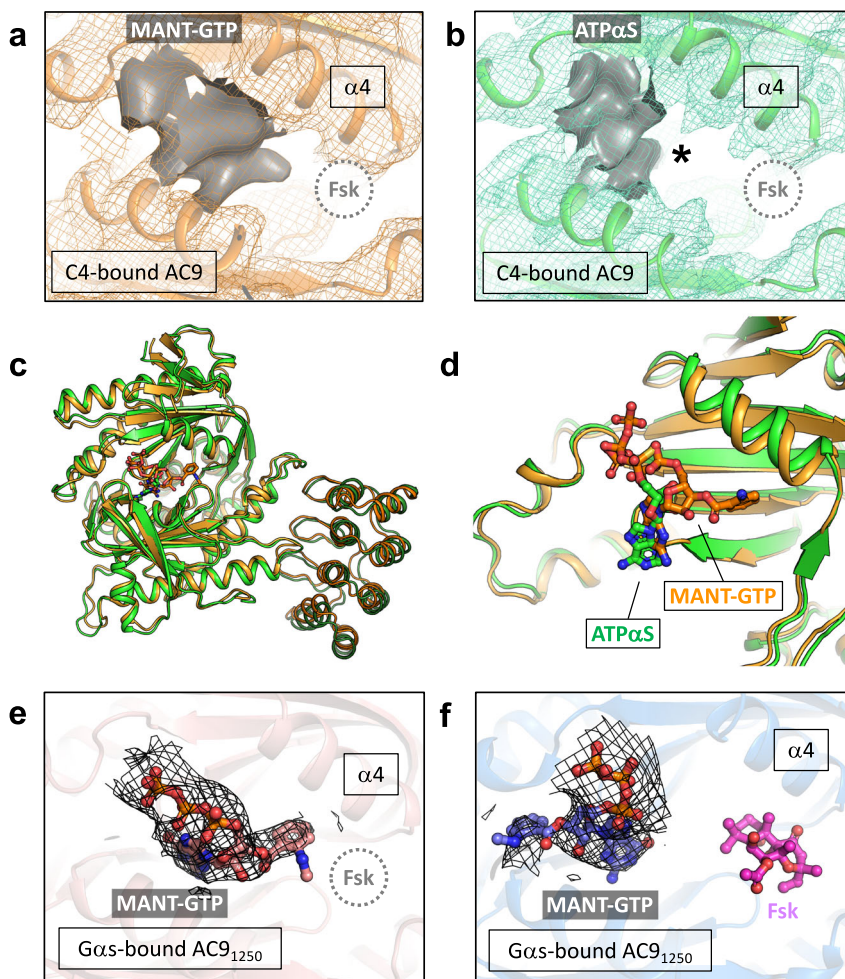 a
MANT-GTP
α4
Fsk
C4-bound AC9
b
ATPαS
α4
*
Fsk
C4-bound AC9
c
d
MANT-GTP
ATPαS
e
α4
Fsk
MANT-GTP
Gαs-bound AC9₁₂₅₀
f
α4
MANT-GTP
Fsk
Gαs-bound AC9₁₂₅₀